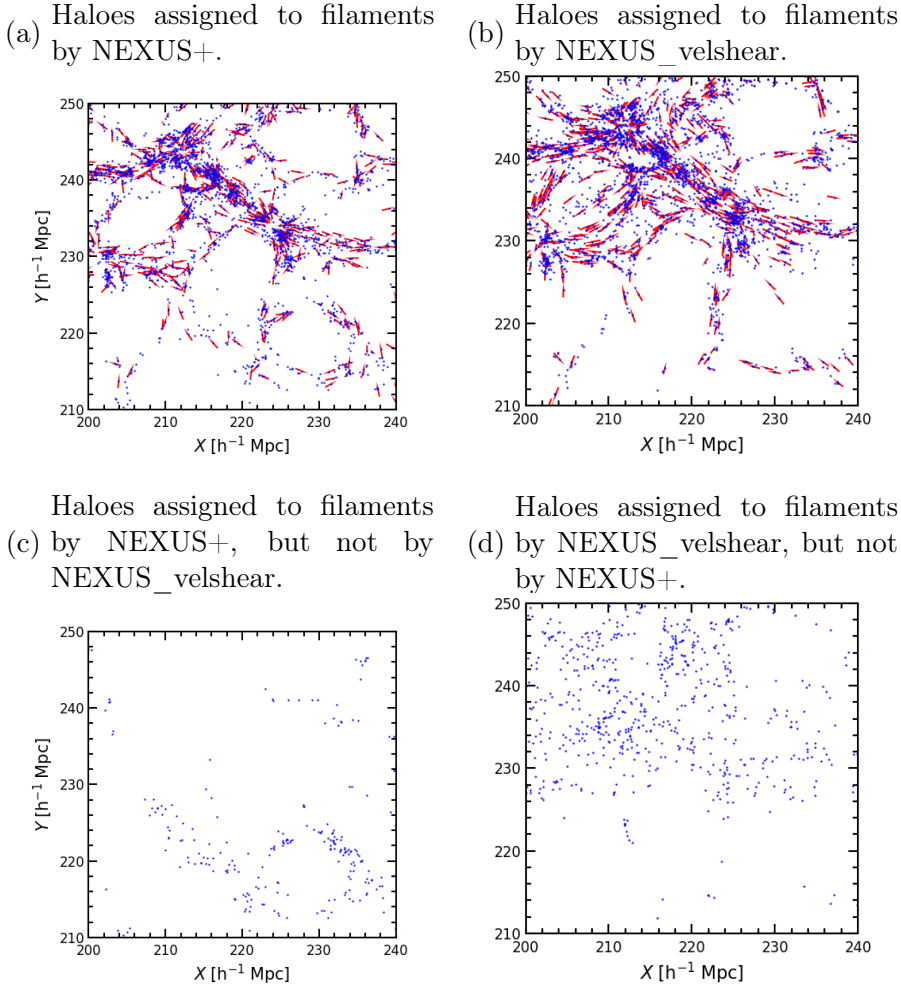 (a) Haloes assigned to filaments
by NEXUS+.
250
240
230
220
210
Y [h⁻¹ Mpc]
200 210 220 230 240
X [h⁻¹ Mpc]
(b) Haloes assigned to filaments
by NEXUS_velshear.
250
240
230
220
210
200 210 220 230 240
X [h⁻¹ Mpc]
(c) Haloes assigned to filaments
by NEXUS+, but not by
NEXUS_velshear.
250
240
230
220
210
Y [h⁻¹ Mpc]
200 210 220 230 240
X [h⁻¹ Mpc]
(d) Haloes assigned to filaments
by NEXUS_velshear, but not
by NEXUS+.
250
240
230
220
210
200 210 220 230 240
X [h⁻¹ Mpc]